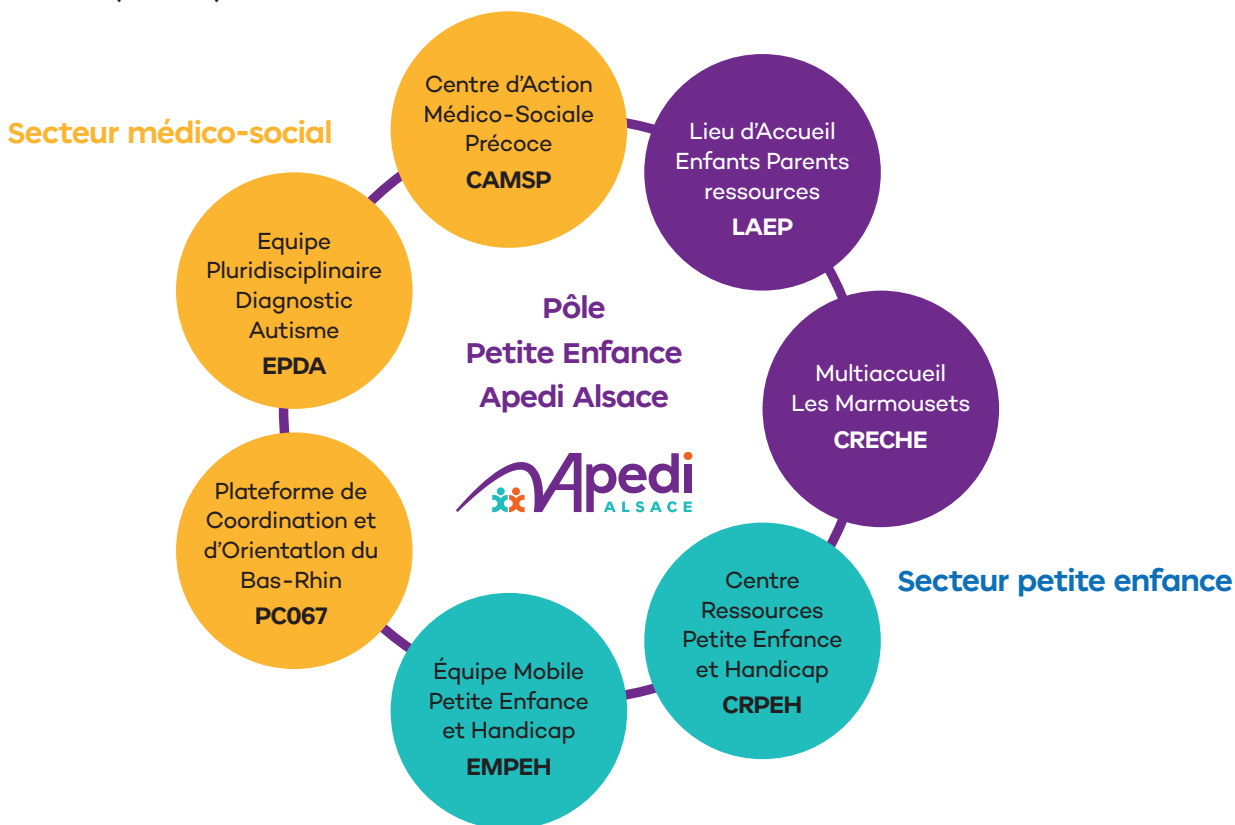 Secteur médico-social
Centre d'Action
Médico-Sociale
Précoce
CAMSP
Lieu d'Accueil
Enfants Parents
ressources
LAEP
Equipe
Pluridisciplinaire
Diagnostic
Autisme
EPDA
Pôle
Petite Enfance
Apedi Alsace
Apedi
ALSACE
Multiaccueil
Les Marmousets
CRECHE
Plateforme de
Coordination et
d'Orientatlon du
Bas-Rhin
PC067
Centre
Ressources
Petite Enfance
et Handicap
CRPEH
Secteur petite enfance
Équipe Mobile
Petite Enfance
et Handicap
EMPEH